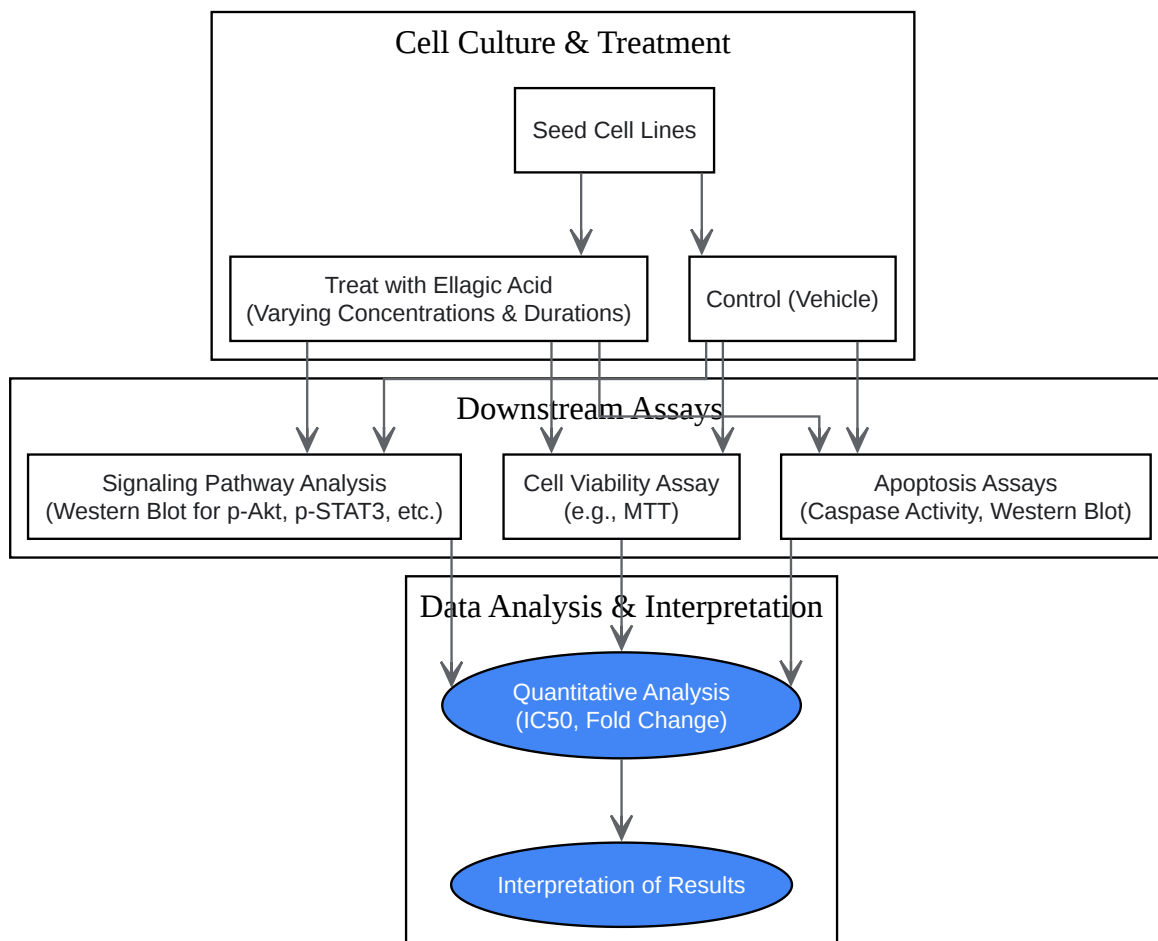 Cell Culture & Treatment
Seed Cell Lines
Treat with Ellagic Acid
(Varying Concentrations & Durations)
Control (Vehicle)
Downstream Assays
Signaling Pathway Analysis
(Western Blot for p-Akt, p-STAT3, etc.)
Cell Viability Assay
(e.g., MTT)
Apoptosis Assays
(Caspase Activity, Western Blot)
Data Analysis & Interpretation
Quantitative Analysis
(IC50, Fold Change)
Interpretation of Results